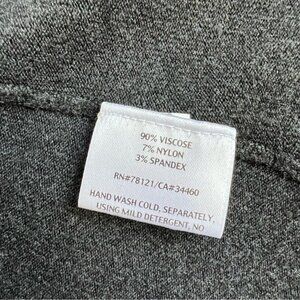 90% VISCOSE
7% NYLON
3% SPANDEX
RN#78121/CA#34460
HAND WASH COLD, SEPARATELY,
USING MILD DETERGENT, NO